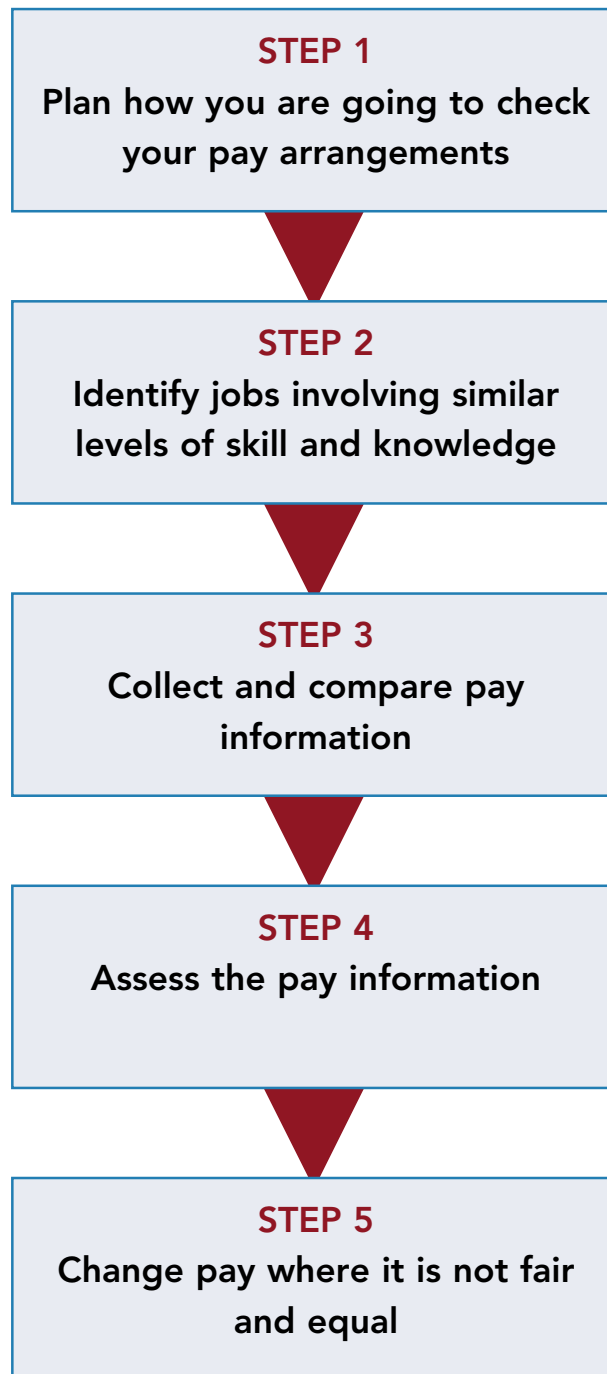 STEP 1
Plan how you are going to check
your pay arrangements
STEP 2
Identify jobs involving similar
levels of skill and knowledge
STEP 3
Collect and compare pay
information
STEP 4
Assess the pay information
STEP 5
Change pay where it is not fair
and equal